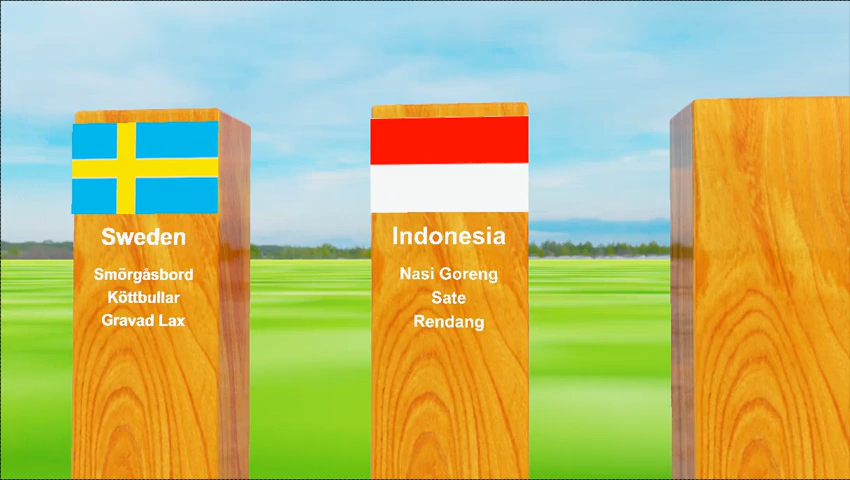 Sweden
Smörgåsbord
Köttbullar
Gravad Lax
Indonesia
Nasi Goreng
Sate
Rendang